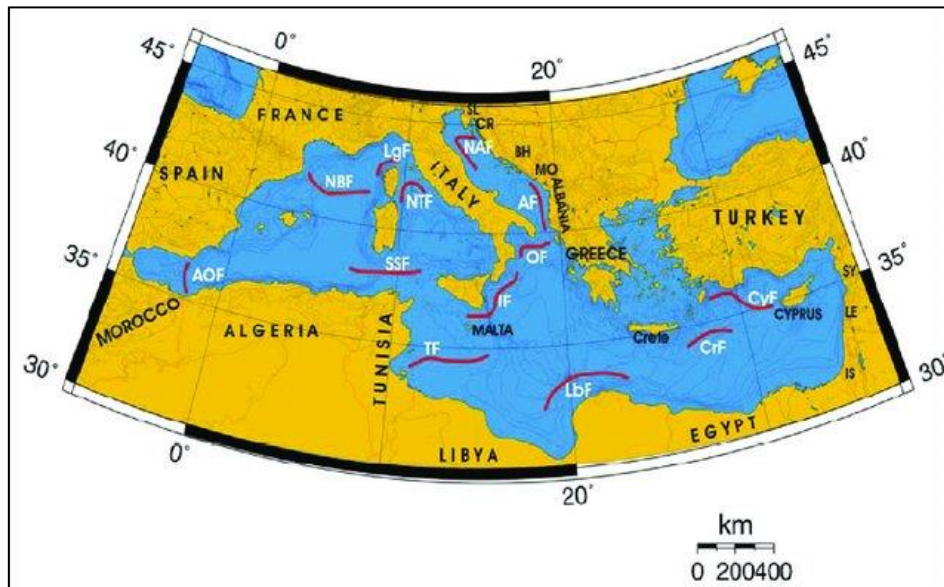 0°
20°
45°
45°
FRANCE
SL
CR
40°
LgF
NAF
BH
40°
SPAIN
NBF
ITALY
MO
NTF
AF
ALBANIA
TURKEY
35°
OF
GREECE
35°
AOF
SSF
IF
CyF
SY
MOROCCO
MALTA
CYPRUS
LE
ALGERIA
TUNISIA
TF
Crete
CrF
30°
LbF
IS
30°
EGYPT
0°
LIBYA
20°
km
0 200400